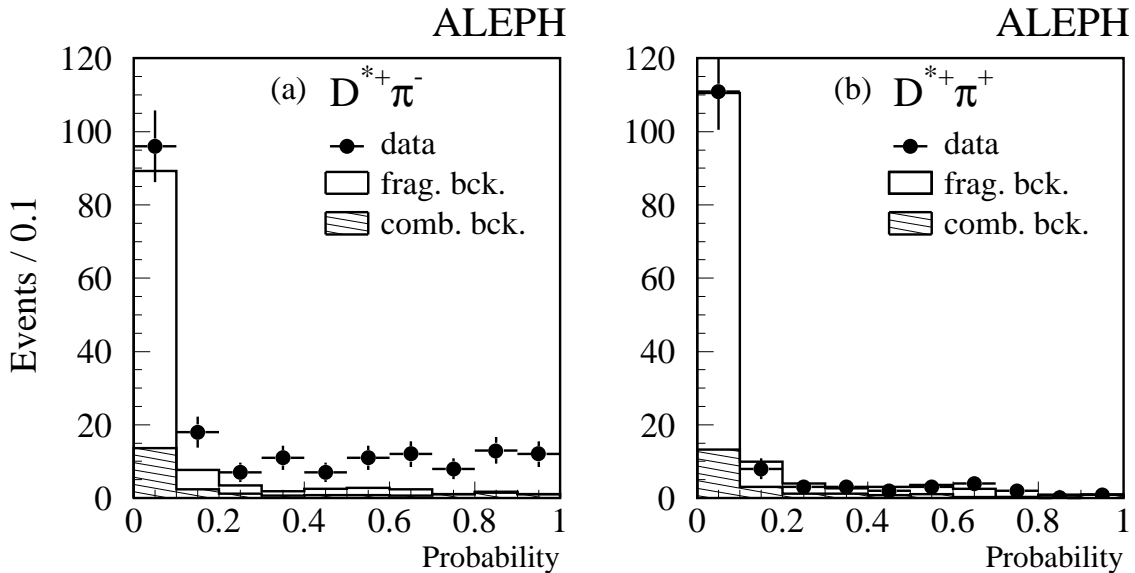 ALEPH
(a) D*+π-
data
frag. bck.
comb. bck.
Events / 0.1
120
100
80
60
40
20
0
0 0.2 0.4 0.6 0.8 1
Probability
ALEPH
(b) D*+π+
data
frag. bck.
comb. bck.
120
100
80
60
40
20
0
0 0.2 0.4 0.6 0.8 1
Probability